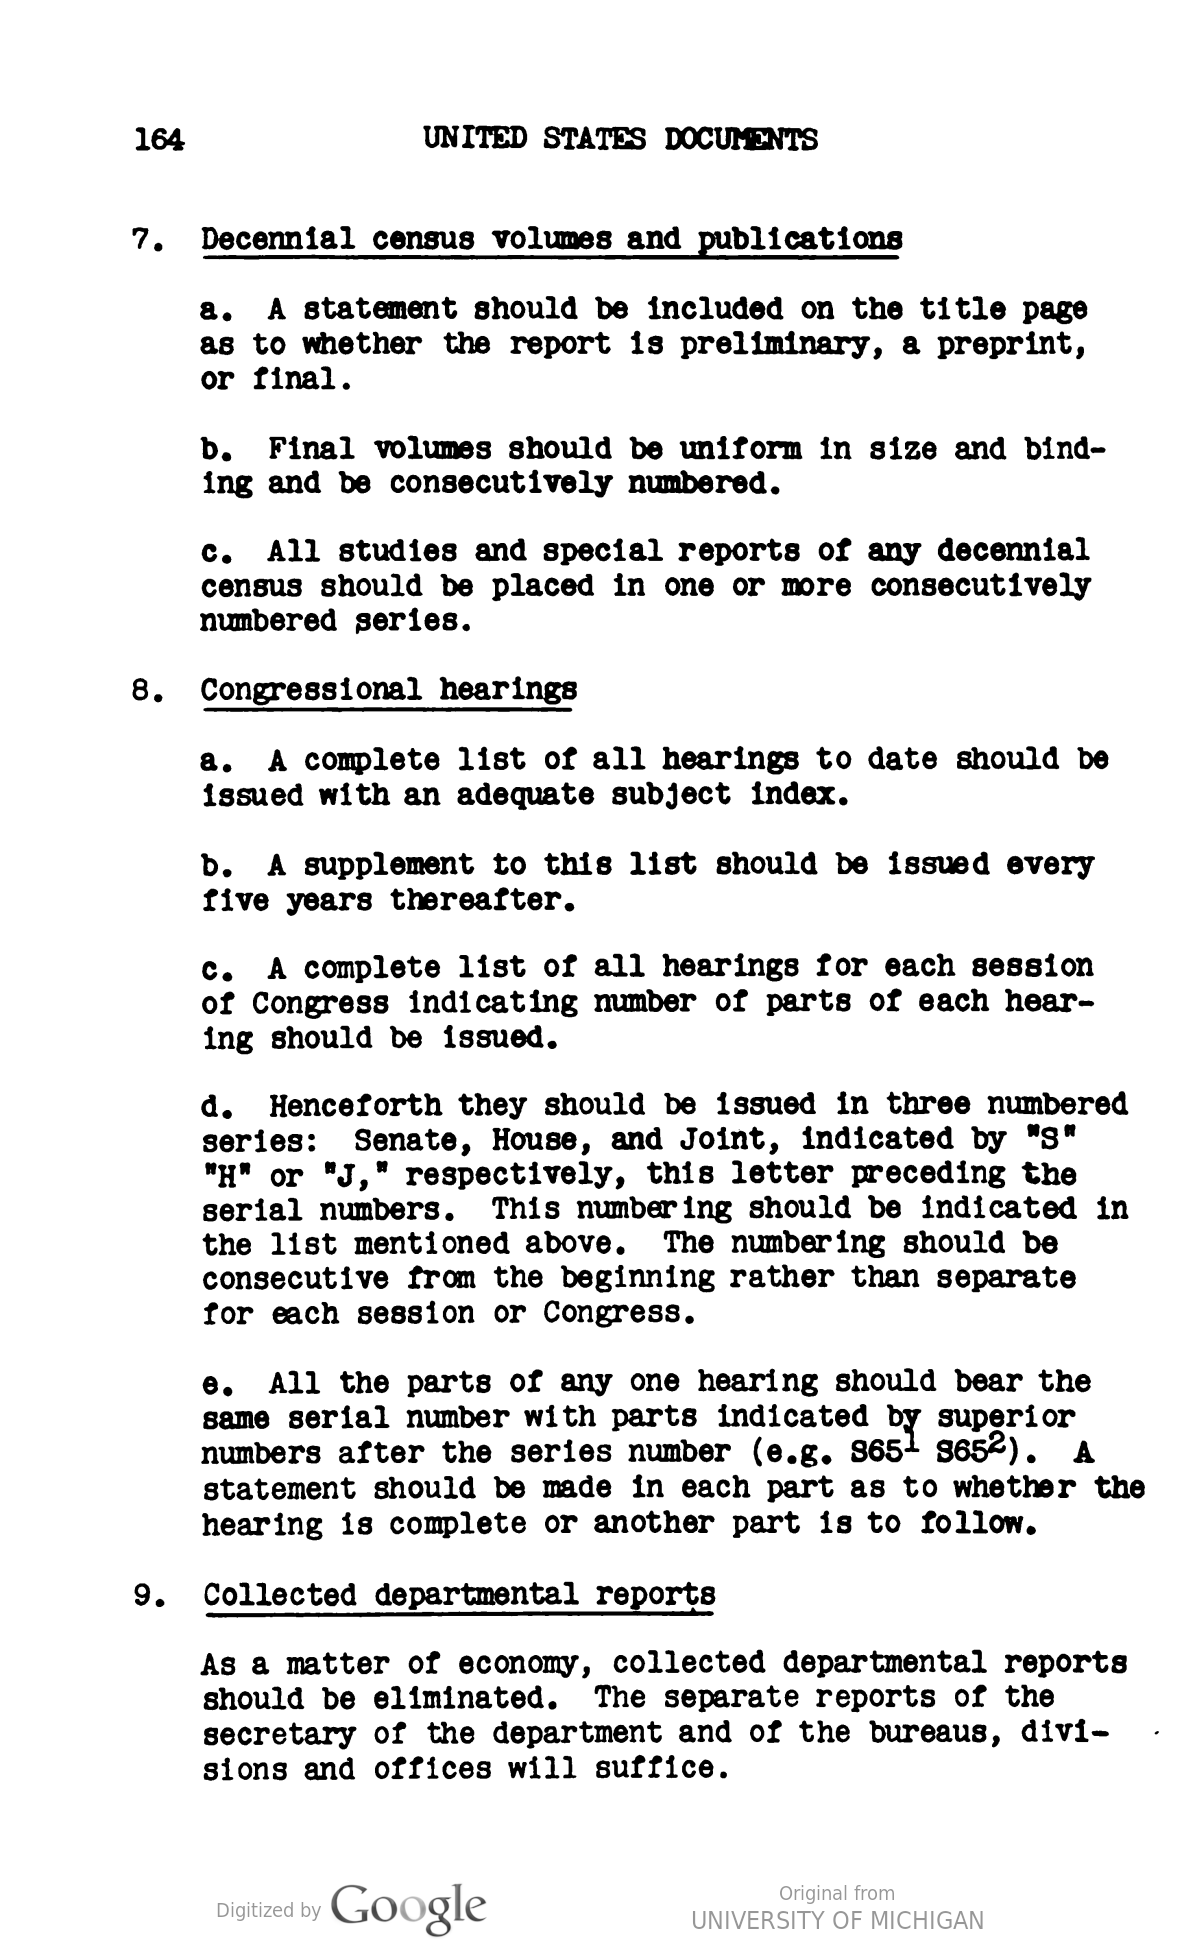 164 UNITED STATES DOCUMENTS
7. Decennial census volumes and publications
a. A statement should be included on the title page
as to whether the report is preliminary, a preprint,
or final.
b. Final volumes should be uniform in size and bind-
ing and be consecutively numbered.
c. All studies and special reports of any decennial
census should be placed in one or more consecutively
numbered series.
8. Congressional hearings
a. A complete list of all hearings to date should be
issued with an adequate subject index.
b. A supplement to this list should be issued every
five years thereafter.
c. A complete list of all hearings for each session
of Congress indicating number of parts of each hear-
ing should be issued.
d. Henceforth they should be issued in three numbered
series: Senate, House, and Joint, indicated by "S"
"H" or "J," respectively, this letter preceding the
serial numbers. This numbering should be indicated in
the list mentioned above. The numbering should be
consecutive from the beginning rather than separate
for each session or Congress.
e. All the parts of any one hearing should bear the
same serial number with parts indicated by superior
numbers after the series number (e.g. S65¹ S65²). A
statement should be made in each part as to whether the
hearing is complete or another part is to follow.
9. Collected departmental reports
As a matter of economy, collected departmental reports
should be eliminated. The separate reports of the
secretary of the department and of the bureaus, divi-
sions and offices will suffice.
Digitized by Google
Original from
UNIVERSITY OF MICHIGAN